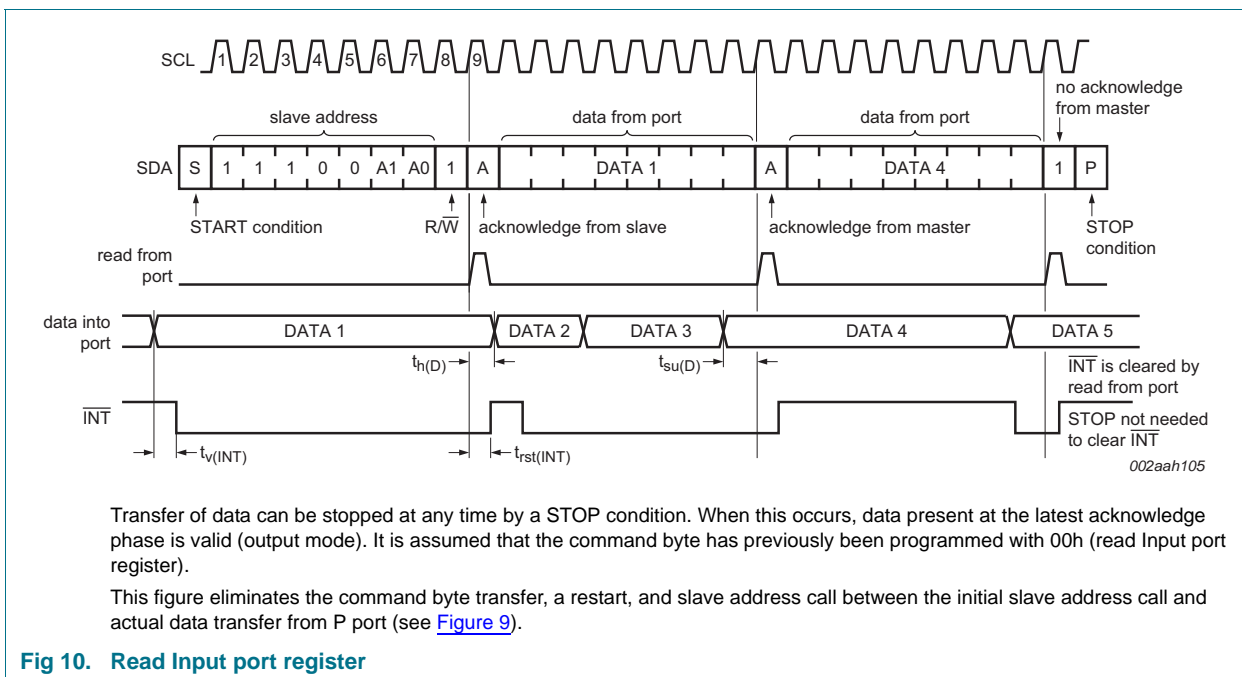 SCL 1 2 3 4 5 6 7 8 9
no acknowledge
from master
slave address data from port data from port
SDA S 1 1 1 0 0 A1 A0 1 A DATA 1 A DATA 4 1 P
START condition R/W̅ acknowledge from slave acknowledge from master STOP
condition
read from
port
data into
port
DATA 1 DATA 2 DATA 3 DATA 4 DATA 5
th(D) tsu(D)
I̅N̅T̅ is cleared by
read from port
I̅N̅T̅
STOP not needed
to clear I̅N̅T̅
tv(INT) trst(INT)
002aah105
Transfer of data can be stopped at any time by a STOP condition. When this occurs, data present at the latest acknowledge
phase is valid (output mode). It is assumed that the command byte has previously been programmed with 00h (read Input port
register).
This figure eliminates the command byte transfer, a restart, and slave address call between the initial slave address call and
actual data transfer from P port (see Figure 9).
Fig 10. Read Input port register